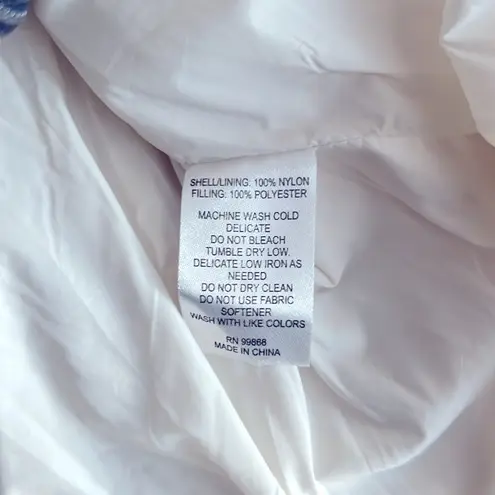 SHELL/LINING: 100% NYLON
FILLING: 100% POLYESTER
MACHINE WASH COLD
DELICATE
DO NOT BLEACH
TUMBLE DRY LOW.
DELICATE LOW IRON AS
NEEDED
DO NOT DRY CLEAN
DO NOT USE FABRIC
SOFTENER
WASH WITH LIKE COLORS
RN 99868
MADE IN CHINA